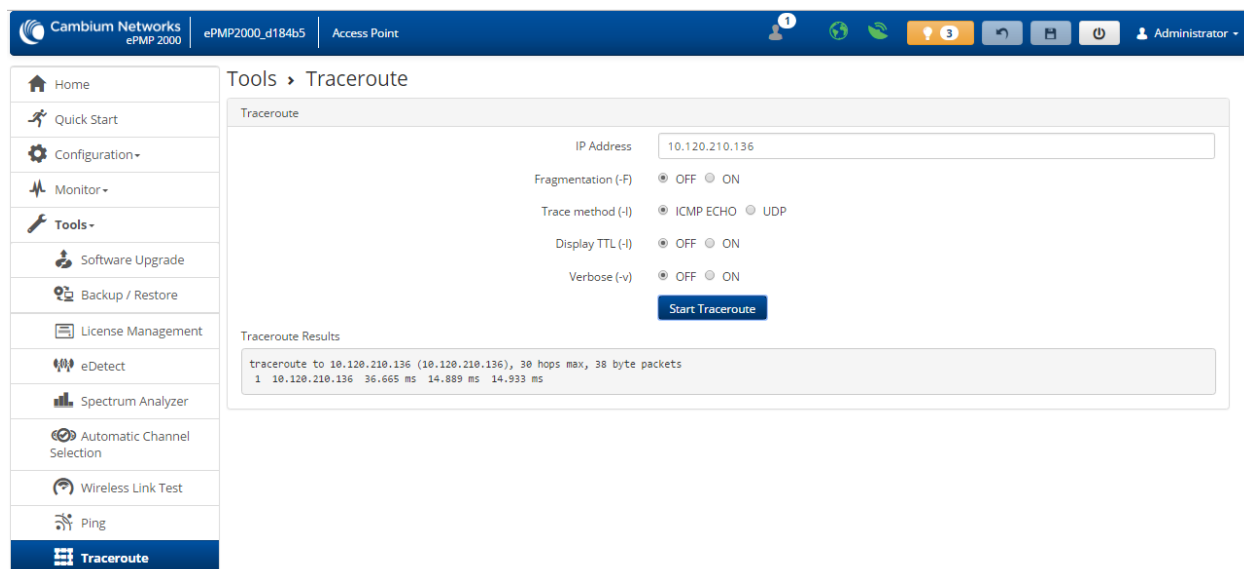 Cambium Networks
ePMP 2000
ePMP2000_d184b5
Access Point
1
3
Administrator
Home
Quick Start
Configuration
Monitor
Tools
Software Upgrade
Backup / Restore
License Management
eDetect
Spectrum Analyzer
Automatic Channel
Selection
Wireless Link Test
Ping
Traceroute
Tools › Traceroute
Traceroute
IP Address 10.120.210.136
Fragmentation (-F) OFF ON
Trace method (-I) ICMP ECHO UDP
Display TTL (-l) OFF ON
Verbose (-v) OFF ON
Start Traceroute
Traceroute Results
traceroute to 10.120.210.136 (10.120.210.136), 30 hops max, 38 byte packets
1 10.120.210.136 36.665 ms 14.889 ms 14.933 ms